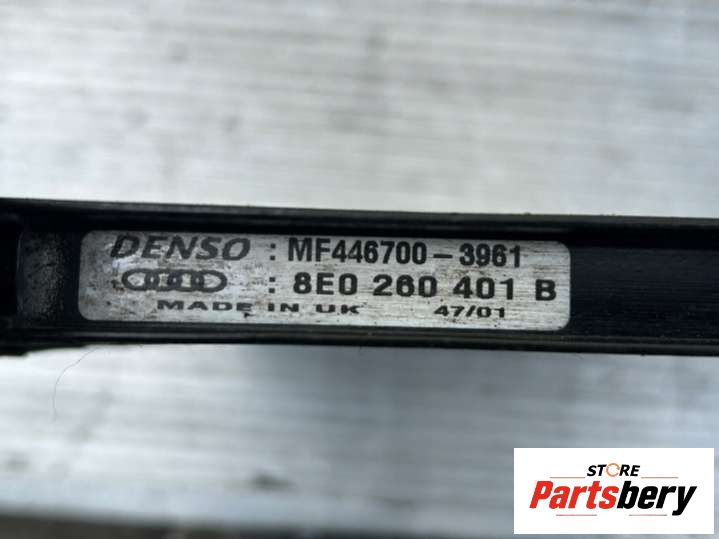 DENSO : MF446700-3961
: 8E0 260 401 B
MADE IN UK 47/01
STORE
Partsbery